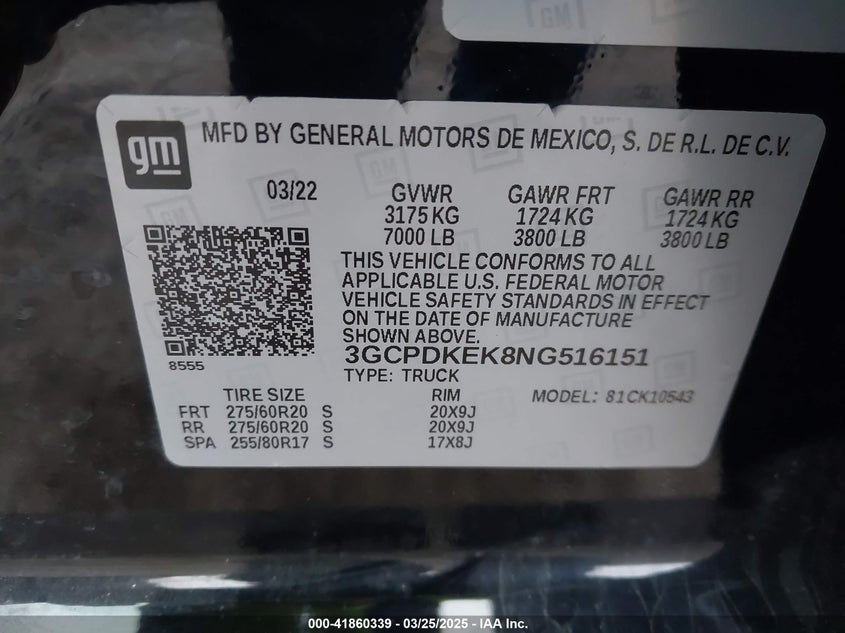 GM
gm
MFD BY GENERAL MOTORS DE MEXICO, S. DE R.L. DE C.V.
03/22
GVWR GAWR FRT GAWR RR
3175 KG 1724 KG 1724 KG
7000 LB 3800 LB 3800 LB
THIS VEHICLE CONFORMS TO ALL
APPLICABLE U.S. FEDERAL MOTOR
VEHICLE SAFETY STANDARDS IN EFFECT
ON THE DATE OF MANUFACTURE
SHOWN ABOVE.
8555
3GCPDKEK8NG516151
TYPE: TRUCK
TIRE SIZE RIM MODEL: 81CK10543
FRT 275/60R20 S 20X9J
RR 275/60R20 S 20X9J
SPA 255/80R17 S 17X8J
000-41860339 - 03/25/2025 - IAA Inc.